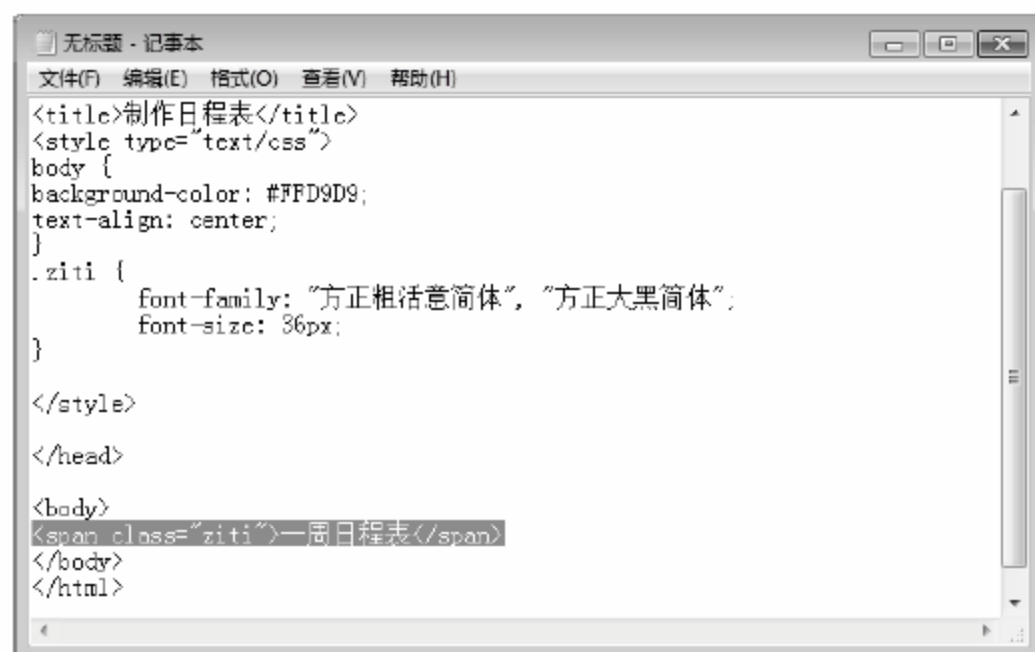 无标题 - 记事本
文件(F) 编辑(E) 格式(O) 查看(V) 帮助(H)
<title>制作日程表</title>
<style type="text/css">
body {
background-color: #FFD9D9;
text-align: center;
}
.ziti {
        font-family: "方正粗活意简体", "方正大黑简体";
        font-size: 36px;
}
</style>
</head>
<body>
<span class="ziti">一周日程表</span>
</body>
</html>